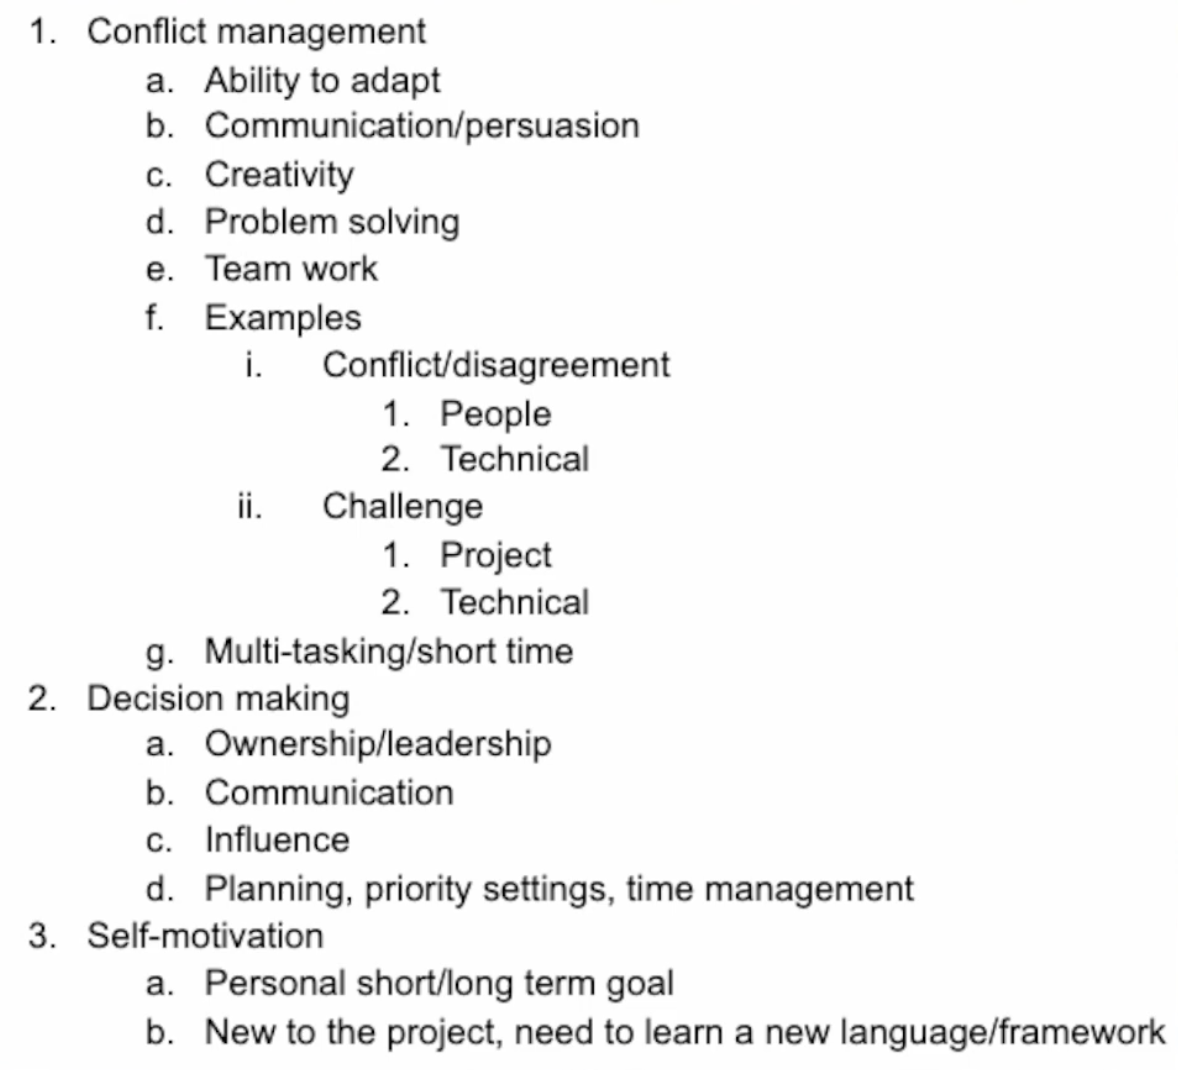 1. Conflict management
a. Ability to adapt
b. Communication/persuasion
c. Creativity
d. Problem solving
e. Team work
f. Examples
i. Conflict/disagreement
1. People
2. Technical
ii. Challenge
1. Project
2. Technical
g. Multi-tasking/short time
2. Decision making
a. Ownership/leadership
b. Communication
c. Influence
d. Planning, priority settings, time management
3. Self-motivation
a. Personal short/long term goal
b. New to the project, need to learn a new language/framework